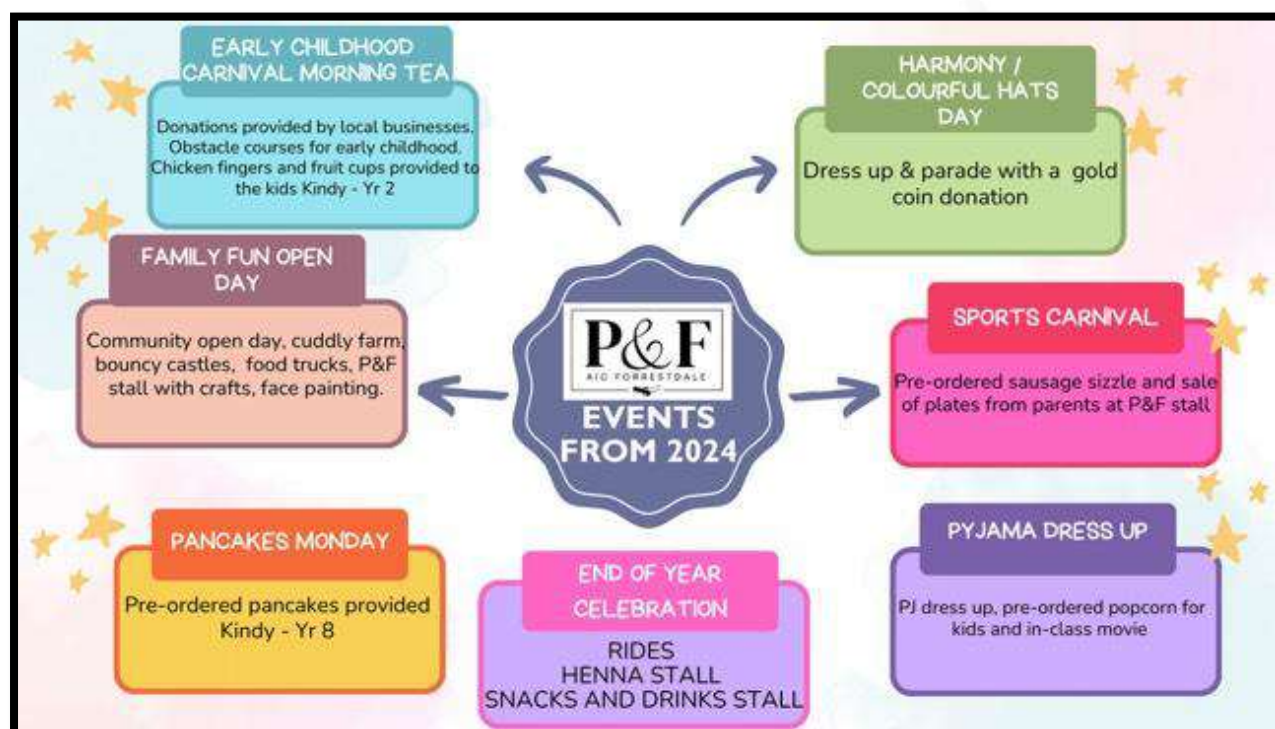 EARLY CHILDHOOD
CARNIVAL MORNING TEA
Donations provided by local businesses.
Obstacle courses for early childhood.
Chicken fingers and fruit cups provided to
the kids Kindy - Yr 2
HARMONY /
COLOURFUL HATS
DAY
Dress up & parade with a gold
coin donation
FAMILY FUN OPEN
DAY
Community open day, cuddly farm,
bouncy castles, food trucks, P&F
stall with crafts, face painting.
P&F
AIC FORRESTDALE
EVENTS
FROM 2024
SPORTS CARNIVAL
Pre-ordered sausage sizzle and sale
of plates from parents at P&F stall
PANCAKES MONDAY
Pre-ordered pancakes provided
Kindy - Yr 8
END OF YEAR
CELEBRATION
RIDES
HENNA STALL
SNACKS AND DRINKS STALL
PYJAMA DRESS UP
PJ dress up, pre-ordered popcorn for
kids and in-class movie